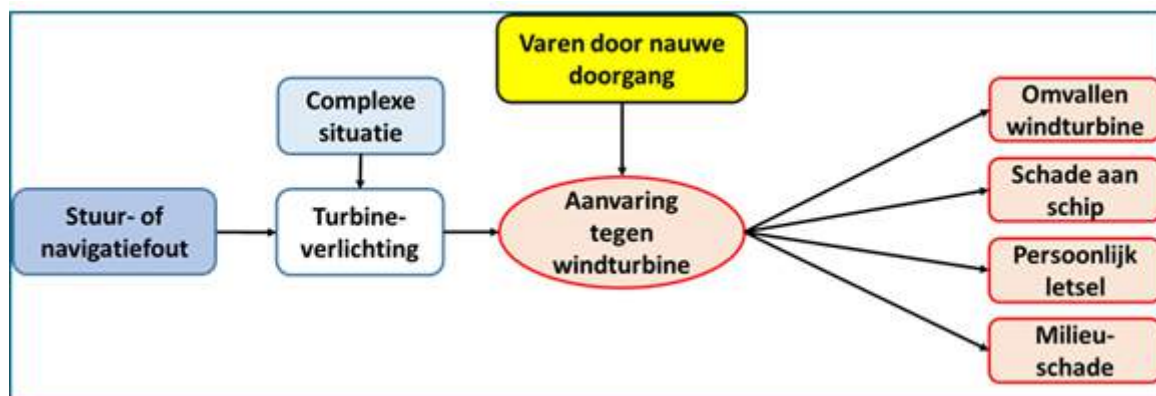 Varen door nauwe
doorgang
Complexe
situatie
Stuur- of
navigatiefout
Turbine-
verlichting
Aanvaring
tegen
windturbine
Omvallen
windturbine
Schade aan
schip
Persoonlijk
letsel
Milieu-
schade